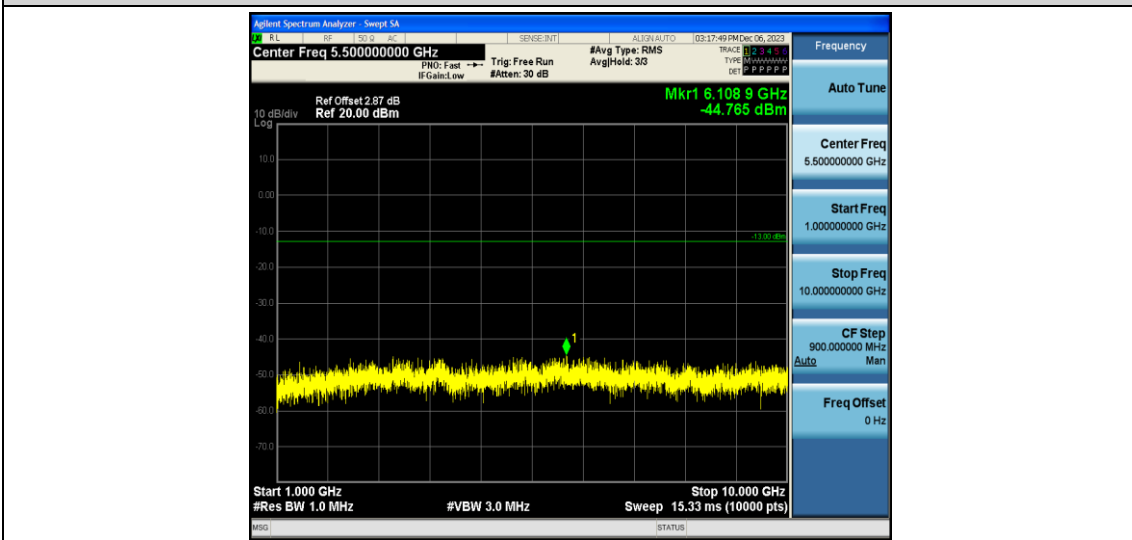 Agilent Spectrum Analyzer - Swept SA
RL RF 50 Ω AC SENSE:INT ALIGNAUTO 03:17:49 PM Dec 06, 2023
Center Freq 5.500000000 GHz
PNO: Fast
IFGain:Low
Trig: Free Run
#Atten: 30 dB
#Avg Type: RMS
Avg|Hold: 3/3
TRACE 1 2 3 4 5 6
TYPE M
DET P P P P P P
Mkr1 6.108 9 GHz
-44.765 dBm
Ref Offset 2.87 dB
10 dB/div Ref 20.00 dBm
Log
10.0
0.00
-10.0
-13.00 dBm
-20.0
-30.0
-40.0
1
-50.0
-60.0
-70.0
Start 1.000 GHz Stop 10.000 GHz
#Res BW 1.0 MHz #VBW 3.0 MHz Sweep 15.33 ms (10000 pts)
MSG STATUS
Frequency
Auto Tune
Center Freq
5.500000000 GHz
Start Freq
1.000000000 GHz
Stop Freq
10.000000000 GHz
CF Step
900.000000 MHz
Auto Man
Freq Offset
0 Hz